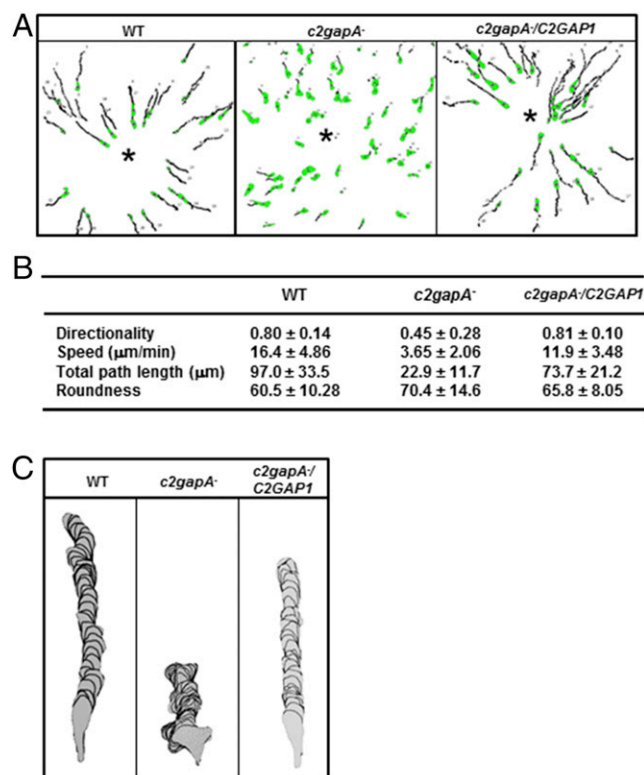 A
WT c2gapA- c2gapA-/C2GAP1
* * *
B
WT c2gapA- c2gapA-/C2GAP1
Directionality 0.80 ± 0.14 0.45 ± 0.28 0.81 ± 0.10
Speed (μm/min) 16.4 ± 4.86 3.65 ± 2.06 11.9 ± 3.48
Total path length (μm) 97.0 ± 33.5 22.9 ± 11.7 73.7 ± 21.2
Roundness 60.5 ± 10.28 70.4 ± 14.6 65.8 ± 8.05
C
WT c2gapA- c2gapA-/
C2GAP1